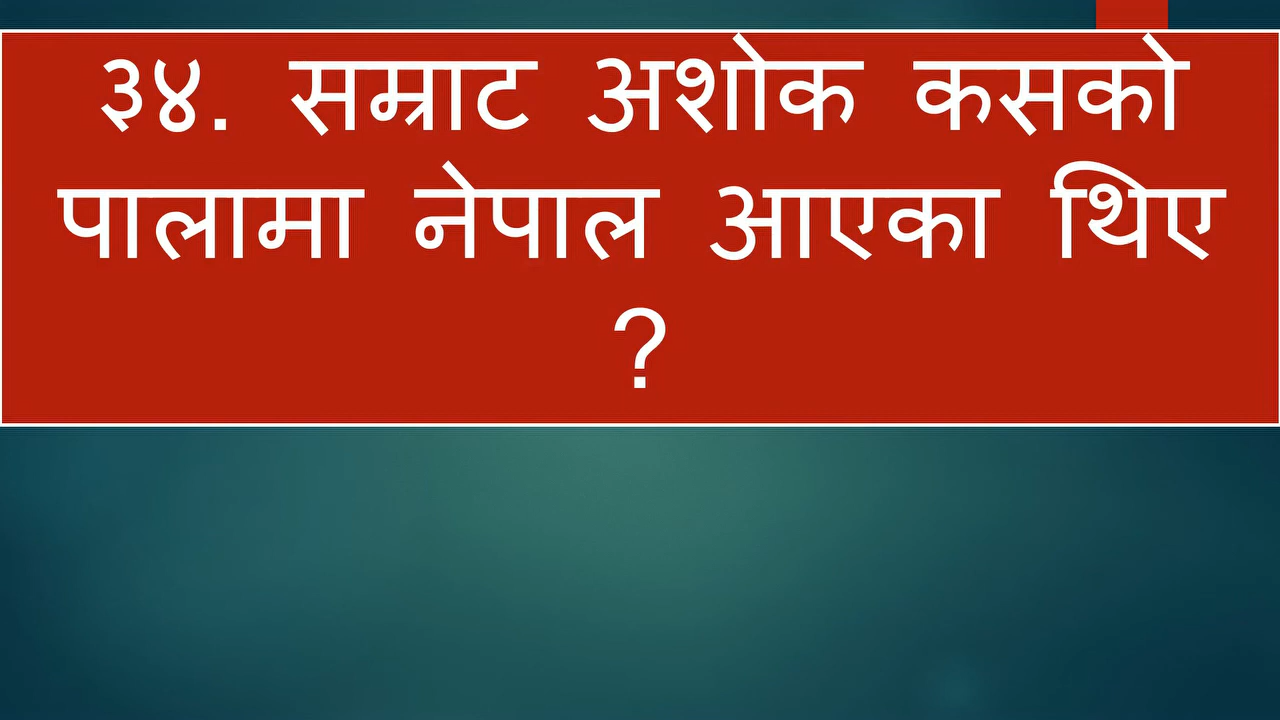 ३४. सम्राट अशोक कसको
पालामा नेपाल आएका थिए
?